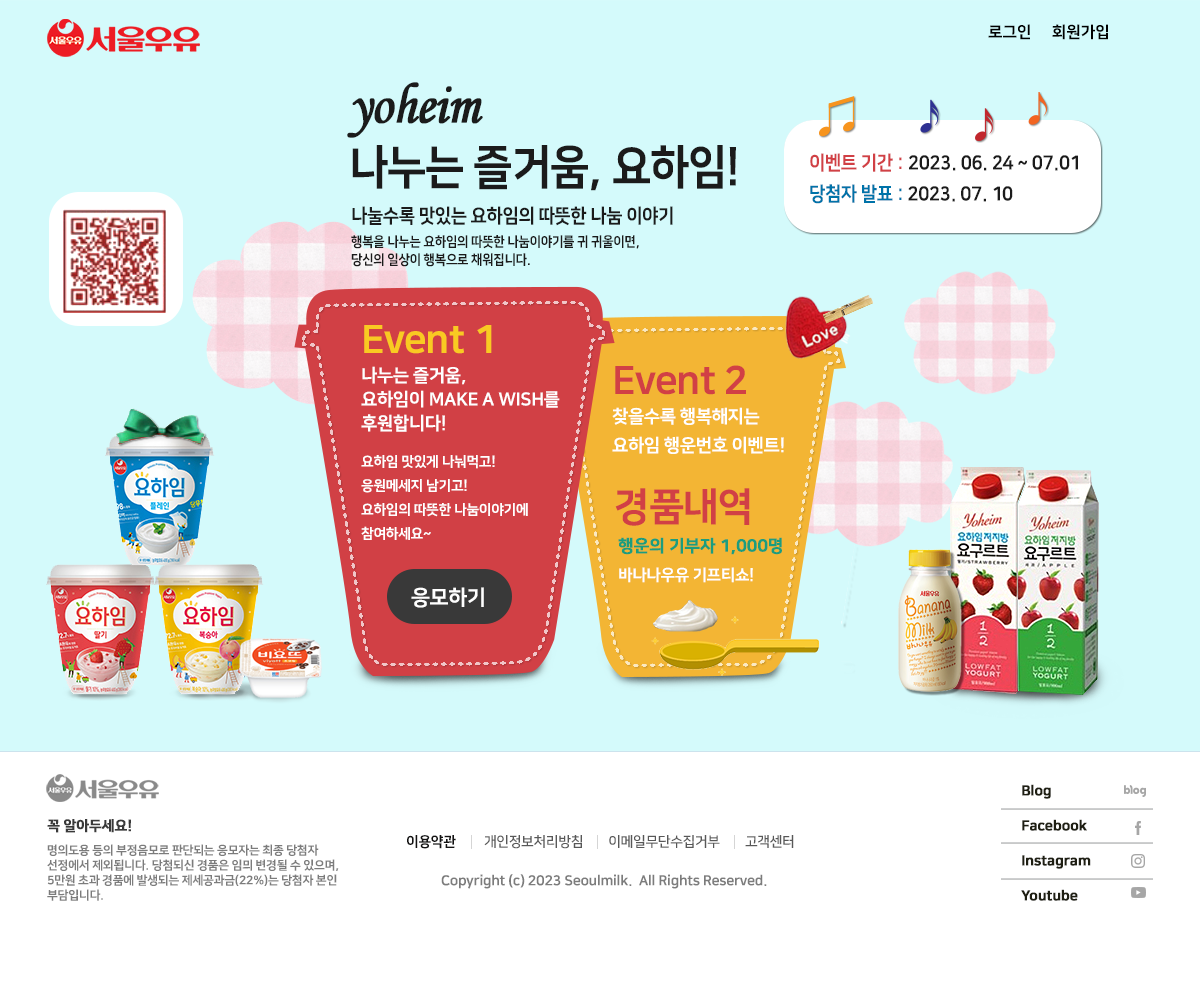 서울우유 서울우유
로그인 회원가입
yoheim
나누는 즐거움, 요하임!
나눌수록 맛있는 요하임의 따뜻한 나눔 이야기
행복을 나누는 요하임의 따뜻한 나눔이야기를 귀 귀울이면,
당신의 일상이 행복으로 채워집니다.
이벤트 기간 : 2023. 06. 24 ~ 07.01
당첨자 발표 : 2023. 07. 10
Event 1
나누는 즐거움,
요하임이 MAKE A WISH를
후원합니다!
요하임 맛있게 나눠먹고!
응원메세지 남기고!
요하임의 따뜻한 나눔이야기에
참여하세요~
응모하기
Love
Event 2
찾을수록 행복해지는
요하임 행운번호 이벤트!
경품내역
행운의 기부자 1,000명
바나나우유 기프티쇼!
요하임
플레인
요하임
딸기
요하임
복숭아
비요뜨
서울우유
Banana
Milk
바나나우유
Yoheim
요하임저지방
요구르트
딸기/STRAWBERRY
1/2
LOWFAT
YOGURT
Yoheim
요하임저지방
요구르트
사과/APPLE
1/2
LOWFAT
YOGURT
서울우유 서울우유
꼭 알아두세요!
명의도용 등의 부정음모로 판단되는 응모자는 최종 당첨자
선정에서 제외됩니다. 당첨되신 경품은 임의 변경될 수 있으며,
5만원 초과 경품에 발생되는 제세공과금(22%)는 당첨자 본인
부담입니다.
이용약관 개인정보처리방침 이메일무단수집거부 고객센터
Copyright (c) 2023 Seoulmilk. All Rights Reserved.
Blog blog
Facebook
Instagram
Youtube